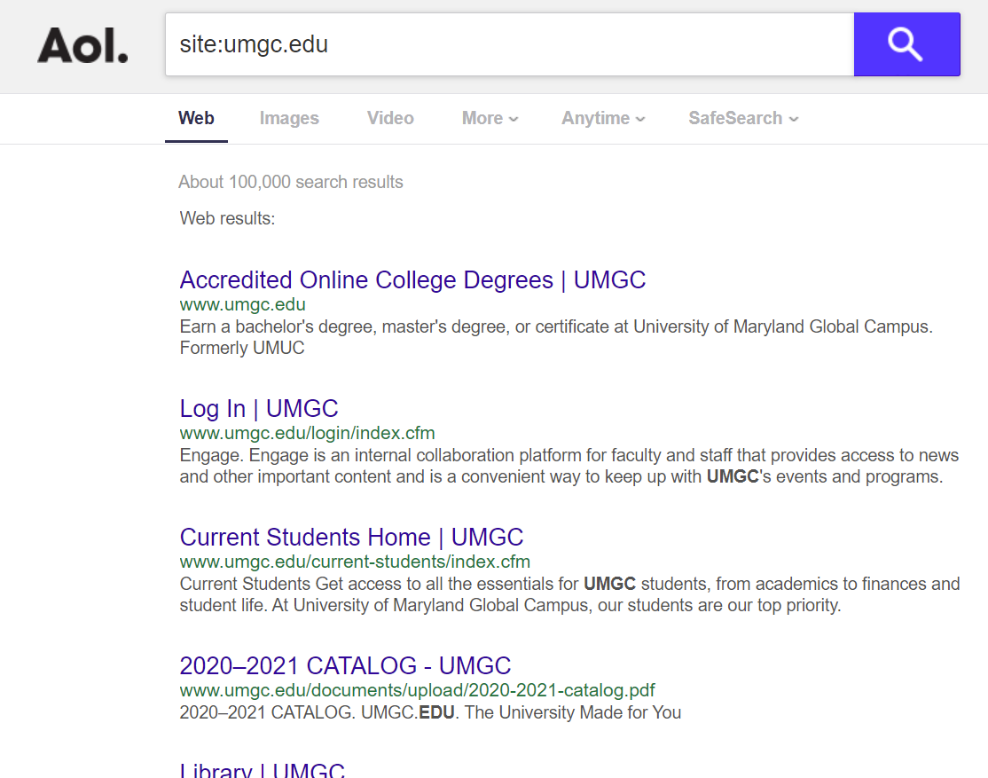 Aol.
site:umgc.edu
Web Images Video More Anytime SafeSearch
About 100,000 search results
Web results:
Accredited Online College Degrees | UMGC
www.umgc.edu
Earn a bachelor's degree, master's degree, or certificate at University of Maryland Global Campus.
Formerly UMUC
Log In | UMGC
www.umgc.edu/login/index.cfm
Engage. Engage is an internal collaboration platform for faculty and staff that provides access to news
and other important content and is a convenient way to keep up with UMGC's events and programs.
Current Students Home | UMGC
www.umgc.edu/current-students/index.cfm
Current Students Get access to all the essentials for UMGC students, from academics to finances and
student life. At University of Maryland Global Campus, our students are our top priority.
2020–2021 CATALOG - UMGC
www.umgc.edu/documents/upload/2020-2021-catalog.pdf
2020–2021 CATALOG. UMGC.EDU. The University Made for You
Library | UMGC